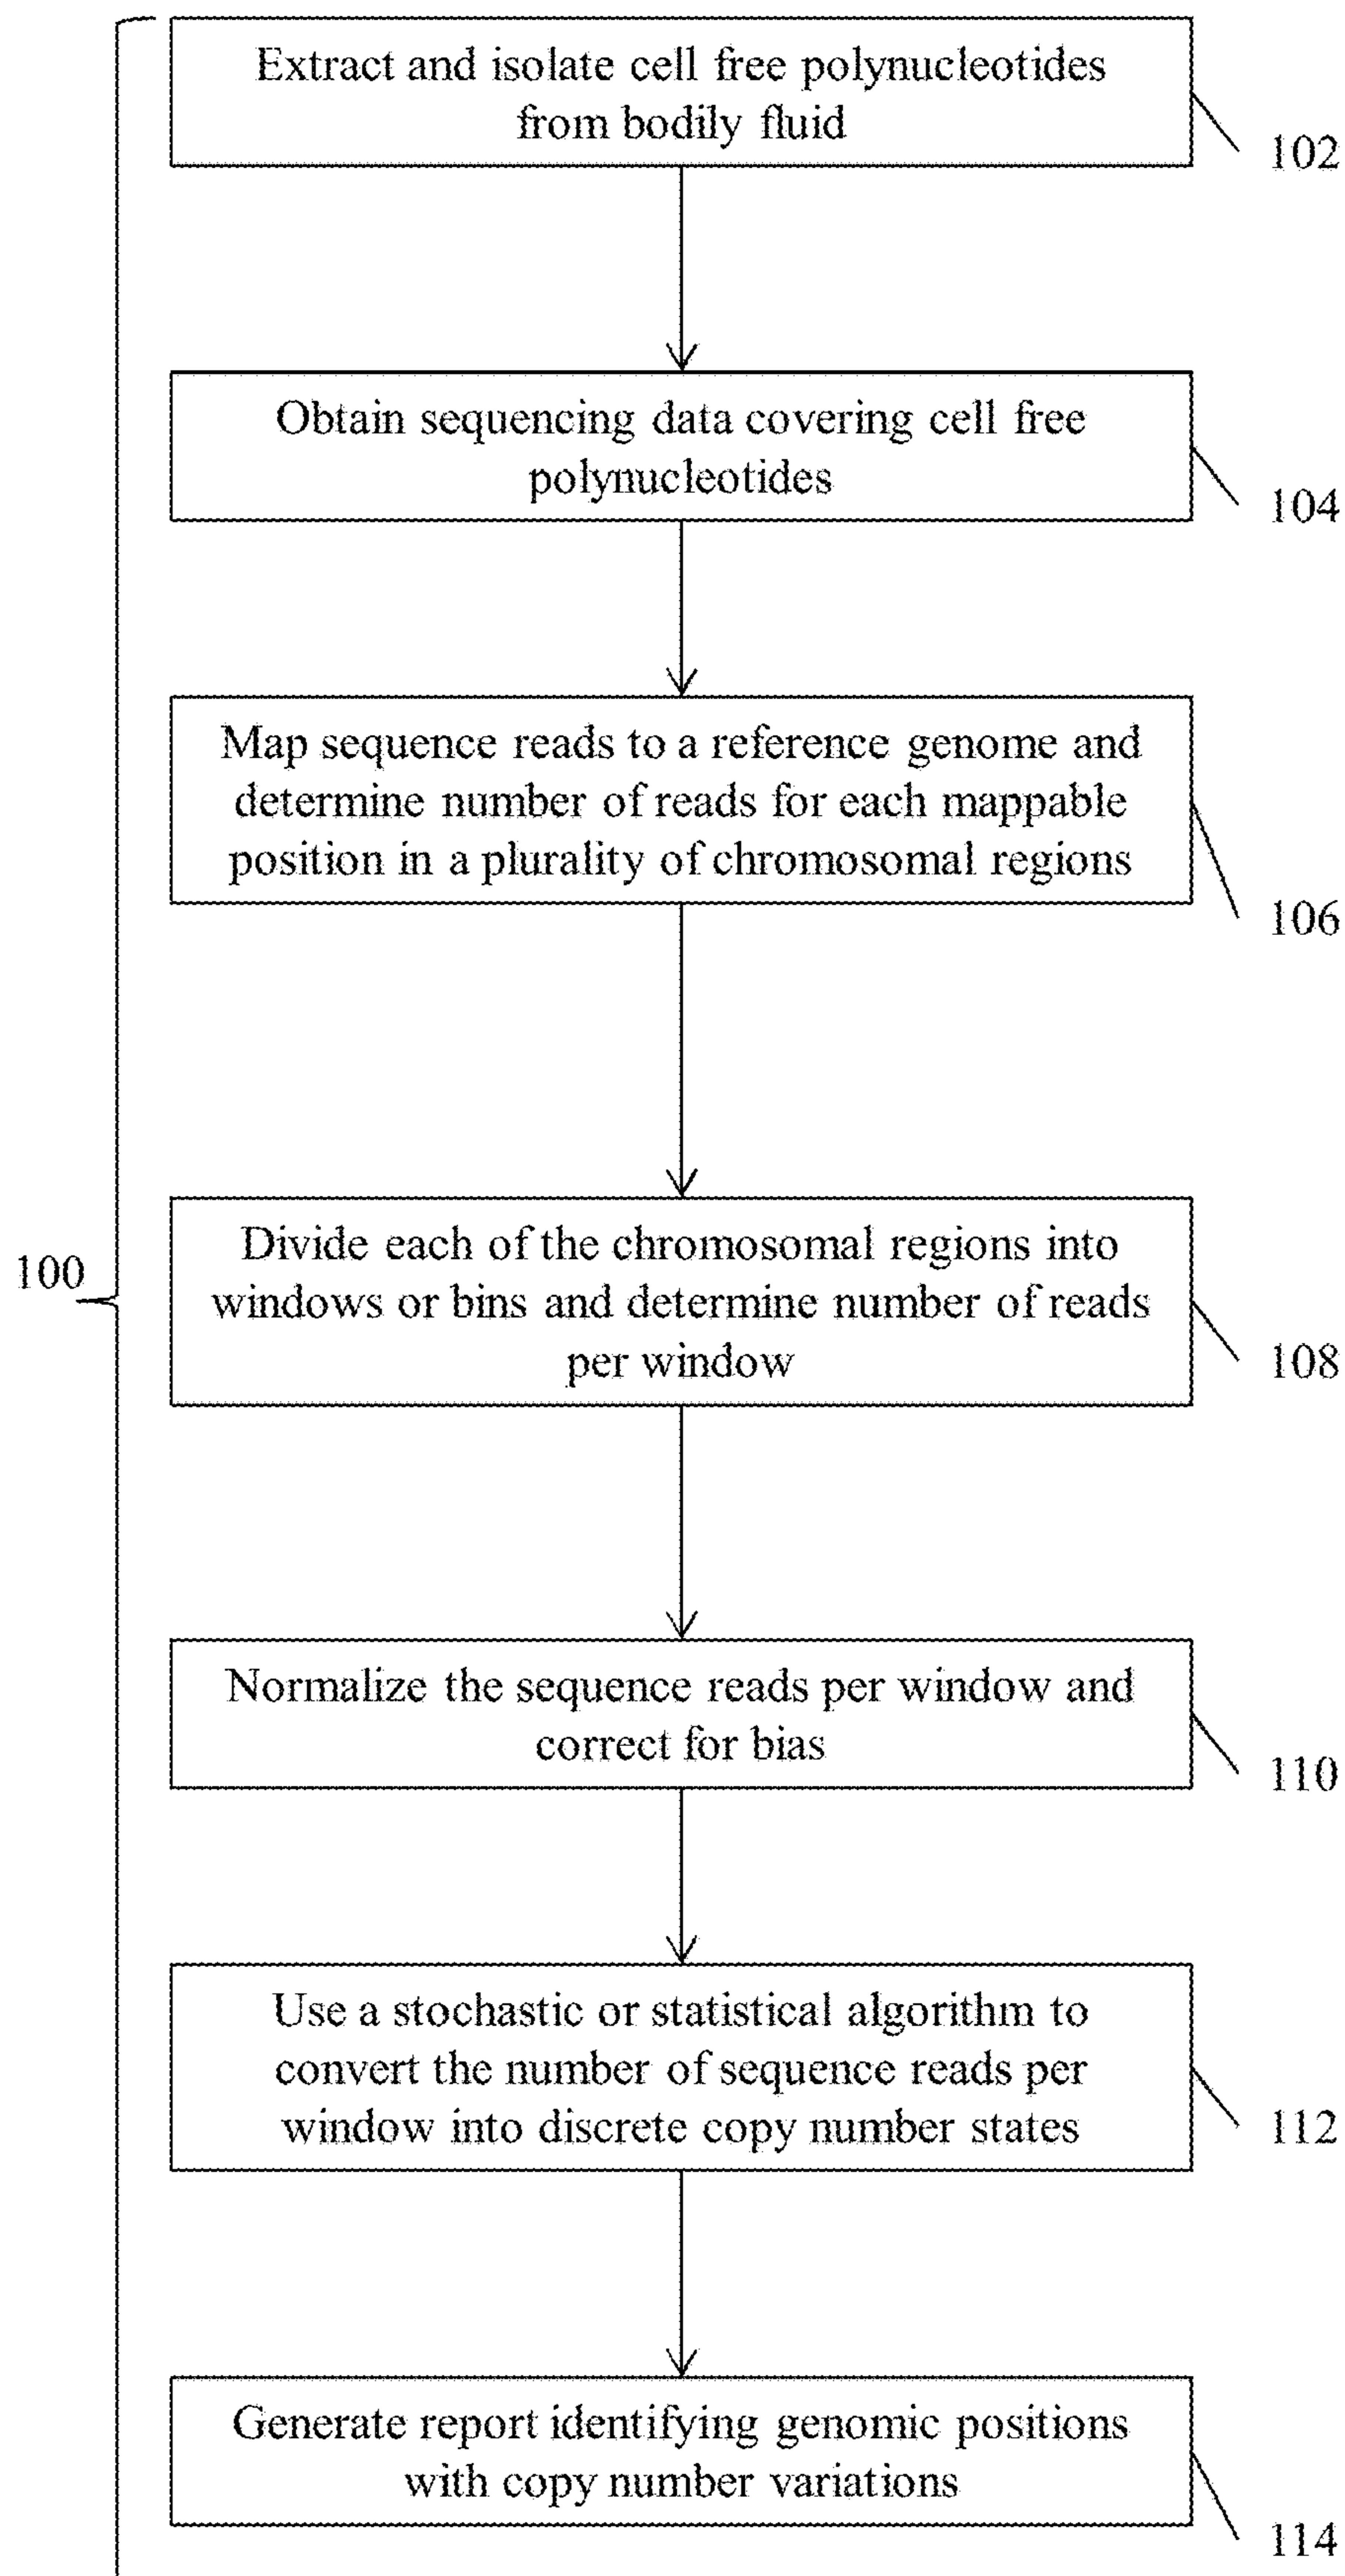 Extract and isolate cell free polynucleotides
from bodily fluid
102
Obtain sequencing data covering cell free
polynucleotides
104
Map sequence reads to a reference genome and
determine number of reads for each mappable
position in a plurality of chromosomal regions
106
100
Divide each of the chromosomal regions into
windows or bins and determine number of reads
per window
108
Normalize the sequence reads per window and
correct for bias
110
Use a stochastic or statistical algorithm to
convert the number of sequence reads per
window into discrete copy number states
112
Generate report identifying genomic positions
with copy number variations
114